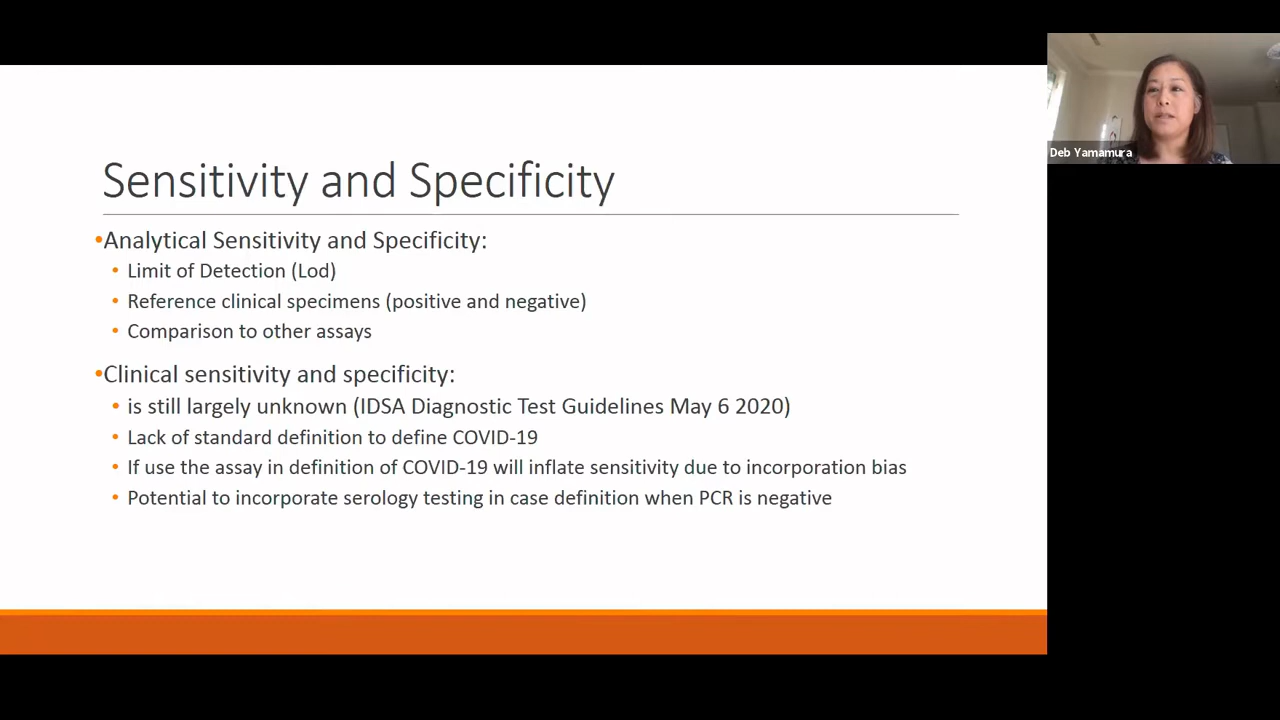 Sensitivity and Specificity
•Analytical Sensitivity and Specificity:
• Limit of Detection (Lod)
• Reference clinical specimens (positive and negative)
• Comparison to other assays
•Clinical sensitivity and specificity:
• is still largely unknown (IDSA Diagnostic Test Guidelines May 6 2020)
• Lack of standard definition to define COVID-19
• If use the assay in definition of COVID-19 will inflate sensitivity due to incorporation bias
• Potential to incorporate serology testing in case definition when PCR is negative
Deb Yamamura